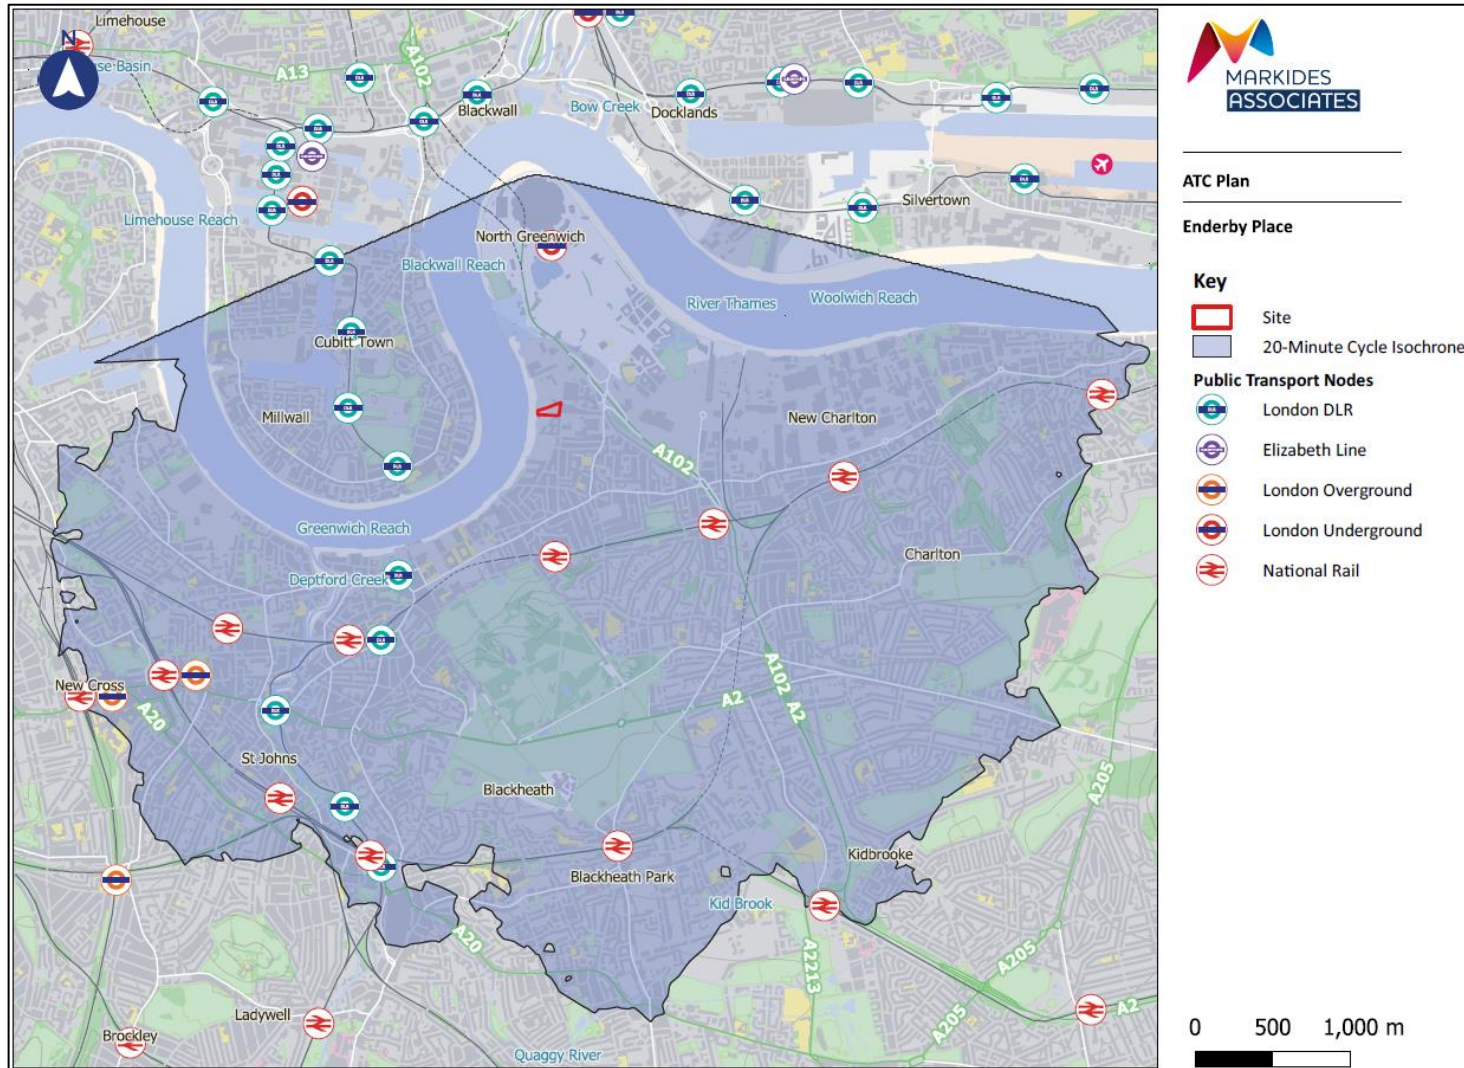 Limehouse
N
se Basin
A13
A102
Blackwall
Bow Creek
Docklands
Limehouse Reach
Silvertown
North Greenwich
Blackwall Reach
River Thames
Woolwich Reach
Cubitt Town
Millwall
New Charlton
A102
Greenwich Reach
Deptford Creek
Charlton
New Cross
A20
A102
A2
A2
St Johns
Blackheath
A205
Kidbrooke
Blackheath Park
Kid Brook
A20
A2213
A205
A205
A2
Ladywell
Brockley
Quaggy River
MARKIDES
ASSOCIATES
ATC Plan
Enderby Place
Key
Site
20-Minute Cycle Isochrone
Public Transport Nodes
DLR
London DLR
Elizabeth Line
London Overground
London Underground
National Rail
0 500 1,000 m